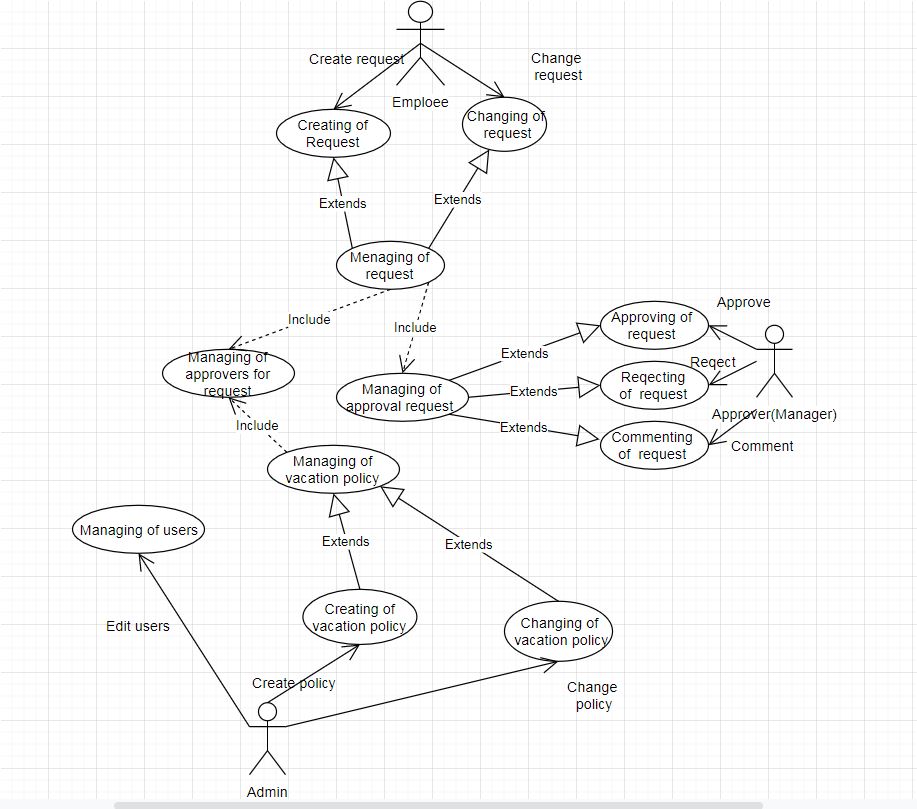 Create request
Change
request
Emploee
Creating of
Request
Changing of
request
Extends
Extends
Menaging of
request
Include
Include
Approve
Approving of
request
Extends
Managing of
approvers for
request
Reqect
Managing of
approval request
Extends
Reqecting
of request
Approver(Manager)
Include
Extends
Commenting
of request
Comment
Managing of
vacation policy
Managing of users
Extends
Extends
Creating of
vacation policy
Changing of
vacation policy
Edit users
Create policy
Change
policy
Admin